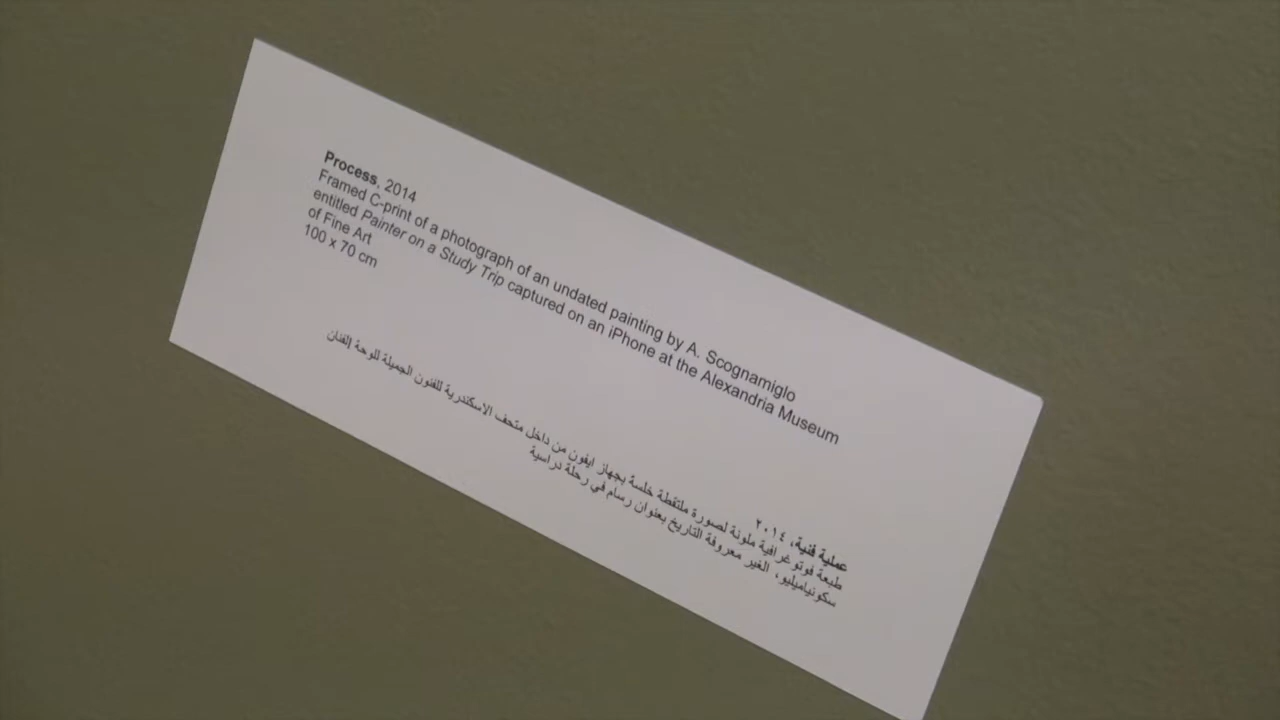 Process, 2014
Framed C-print of a photograph of an undated painting by A. Scognamiglo
entitled Painter on a Study Trip captured on an iPhone at the Alexandria Museum
of Fine Art
100 x 70 cm
عملية فنية، ٢٠١٤
طبعة فوتوغرافية ملونة لصورة ملتقطة خلسة بجهاز ايفون من داخل متحف الاسكندرية للفنون الجميلة للوحة الفنان
سكونياميليو، الغير معروفة التاريخ بعنوان رسام في رحلة دراسية